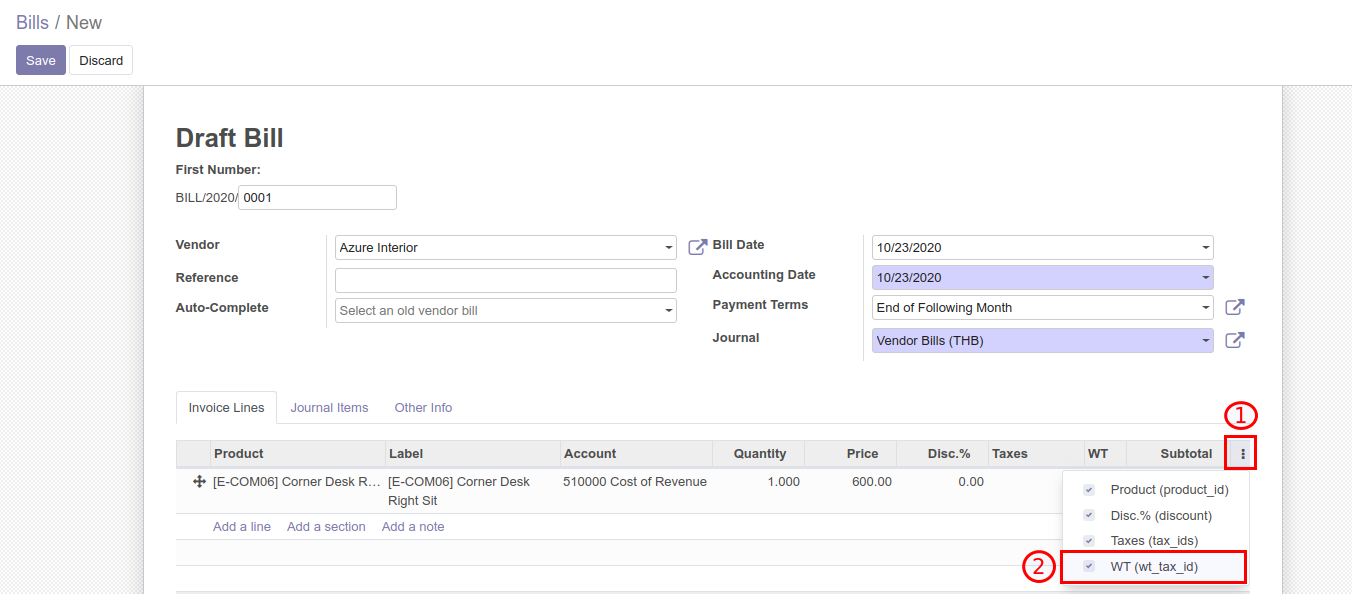 Bills / New
Save Discard
Draft Bill
First Number:
BILL/2020/ 0001
Vendor Azure Interior Bill Date 10/23/2020
Reference Accounting Date 10/23/2020
Auto-Complete Select an old vendor bill Payment Terms End of Following Month
Journal Vendor Bills (THB)
Invoice Lines Journal Items Other Info
1
Product Label Account Quantity Price Disc.% Taxes WT Subtotal
[E-COM06] Corner Desk R... [E-COM06] Corner Desk 510000 Cost of Revenue 1.000 600.00 0.00
Right Sit
Add a line Add a section Add a note
Product (product_id)
Disc.% (discount)
Taxes (tax_ids)
2 WT (wt_tax_id)